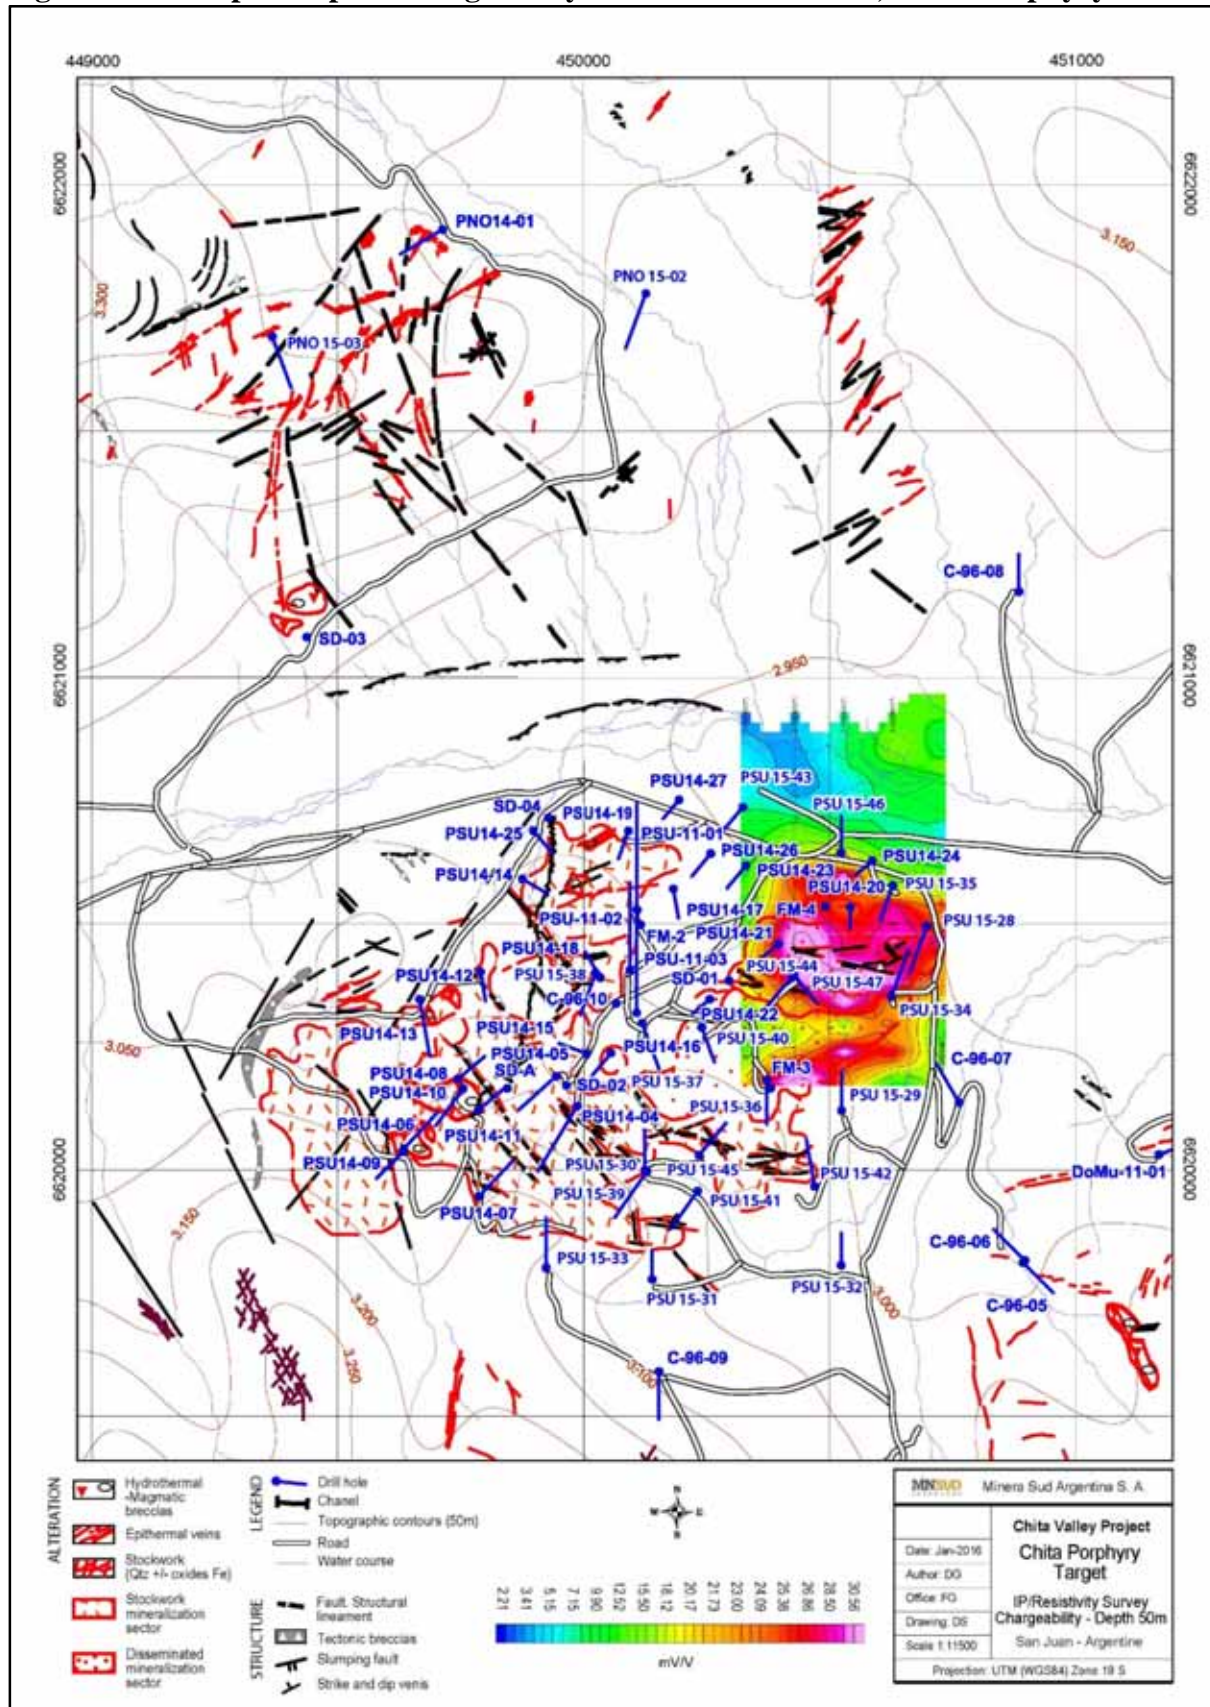 449000
450000
451000
6622000
6622000
PNO14-01
3.150
PNO 15-02
3.300
PNO 15-03
C-96-08
SD-03
6621000
6621000
2.950
PSU14-27
PSU 15-43
SD-04
PSU14-19
PSU 15-46
PSU14-25
PSU-11-01
PSU14-26
PSU14-24
PSU14-14
PSU14-23
PSU14-20
PSU 15-35
PSU-11-02
PSU14-17
FM-4
PSU 15-28
FM-2
PSU14-21
PSU14-18
PSU-11-03
PSU14-12
PSU 15-38
SD-01
PSU 15-44
PSU 15-47
C-96-10
PSU 15-34
PSU14-13
PSU14-15
PSU14-22
3.050
PSU14-05
PSU14-16
PSU 15-40
C-96-07
PSU14-08
SD-A
FM-3
PSU14-10
SD-02
PSU 15-37
PSU 15-29
PSU14-06
PSU14-04
PSU 15-36
PSU14-11
PSU14-09
PSU 15-30
PSU 15-45
PSU 15-42
DoMu-11-01
6620000
6620000
PSU14-07
PSU 15-39
PSU 15-41
3.150
PSU 15-33
C-96-06
PSU 15-31
PSU 15-32
3.000
C-96-05
3.200
3.250
3.100
C-96-09
ALTERATION
Hydrothermal
-Magmatic
breccias
Epithermal veins
Stockwork
(Qtz +/- oxides Fe)
Stockwork
mineralization
sector
Disseminated
mineralization
sector
LEGEND
Drill hole
Chanel
Topographic contours (50m)
Road
Water course
STRUCTURE
Fault. Structural
lineament
Tectonic breccias
Slumping fault
Strike and dip venis
N
2.21 3.41 5.15 7.15 9.90 12.52 15.50 18.12 20.17 21.73 23.00 24.09 25.38 26.86 28.50 30.56
mV/V
MNSUD
Minera Sud Argentina S. A.
Date: Jan-2016
Author: DG
Office: FG
Drawing: DS
Scale 1:11500
Chita Valley Project
Chita Porphyry
Target
IP/Resistivity Survey
Chargeability - Depth 50m
San Juan - Argentine
Projection: UTM (WGS84) Zone 19 S